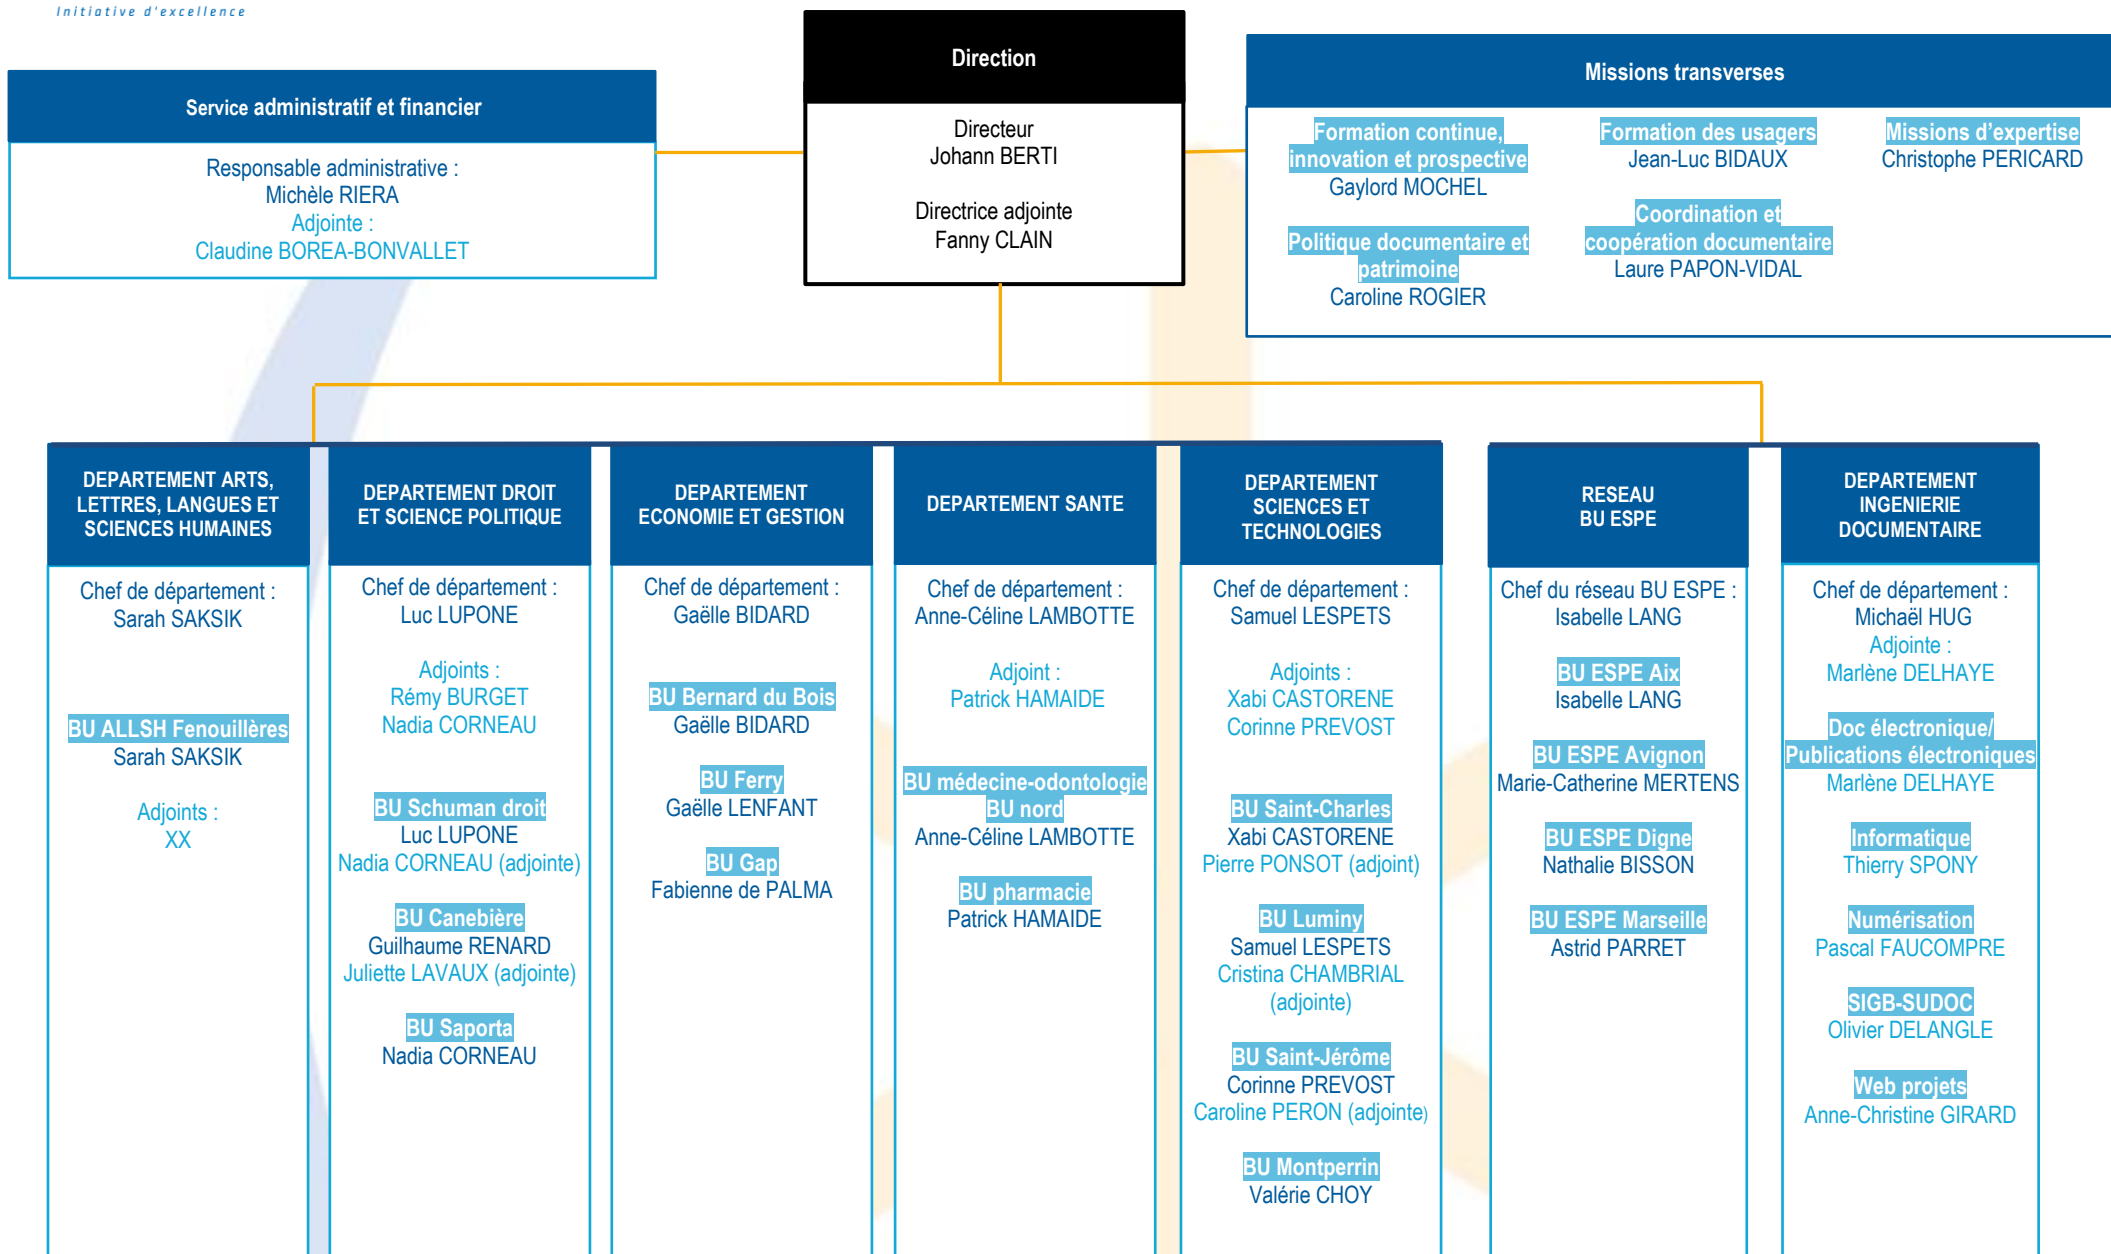 Initiative d'excellence
Service administratif et financier
Responsable administrative :
Michèle RIERA
Adjointe :
Claudine BOREA-BONVALLET
Direction
Directeur
Johann BERTI
Directrice adjointe
Fanny CLAIN
Missions transverses
Formation continue,
innovation et prospective
Gaylord MOCHEL
Politique documentaire et
patrimoine
Caroline ROGIER
Formation des usagers
Jean-Luc BIDAUX
Coordination et
coopération documentaire
Laure PAPON-VIDAL
Missions d’expertise
Christophe PERICARD
DEPARTEMENT ARTS,
LETTRES, LANGUES ET
SCIENCES HUMAINES
Chef de département :
Sarah SAKSIK
BU ALLSH Fenouillères
Sarah SAKSIK
Adjoints :
XX
DEPARTEMENT DROIT
ET SCIENCE POLITIQUE
Chef de département :
Luc LUPONE
Adjoints :
Rémy BURGET
Nadia CORNEAU
BU Schuman droit
Luc LUPONE
Nadia CORNEAU (adjointe)
BU Canebière
Guilhaume RENARD
Juliette LAVAUX (adjointe)
BU Saporta
Nadia CORNEAU
DEPARTEMENT
ECONOMIE ET GESTION
Chef de département :
Gaëlle BIDARD
BU Bernard du Bois
Gaëlle BIDARD
BU Ferry
Gaëlle LENFANT
BU Gap
Fabienne de PALMA
DEPARTEMENT SANTE
Chef de département :
Anne-Céline LAMBOTTE
Adjoint :
Patrick HAMAIDE
BU médecine-odontologie
BU nord
Anne-Céline LAMBOTTE
BU pharmacie
Patrick HAMAIDE
DEPARTEMENT
SCIENCES ET
TECHNOLOGIES
Chef de département :
Samuel LESPETS
Adjoints :
Xabi CASTORENE
Corinne PREVOST
BU Saint-Charles
Xabi CASTORENE
Pierre PONSOT (adjoint)
BU Luminy
Samuel LESPETS
Cristina CHAMBRIAL
(adjointe)
BU Saint-Jérôme
Corinne PREVOST
Caroline PERON (adjointe)
BU Montperrin
Valérie CHOY
RESEAU
BU ESPE
Chef du réseau BU ESPE :
Isabelle LANG
BU ESPE Aix
Isabelle LANG
BU ESPE Avignon
Marie-Catherine MERTENS
BU ESPE Digne
Nathalie BISSON
BU ESPE Marseille
Astrid PARRET
DEPARTEMENT
INGENIERIE
DOCUMENTAIRE
Chef de département :
Michaël HUG
Adjointe :
Marlène DELHAYE
Doc électronique/
Publications électroniques
Marlène DELHAYE
Informatique
Thierry SPONY
Numérisation
Pascal FAUCOMPRE
SIGB-SUDOC
Olivier DELANGLE
Web projets
Anne-Christine GIRARD